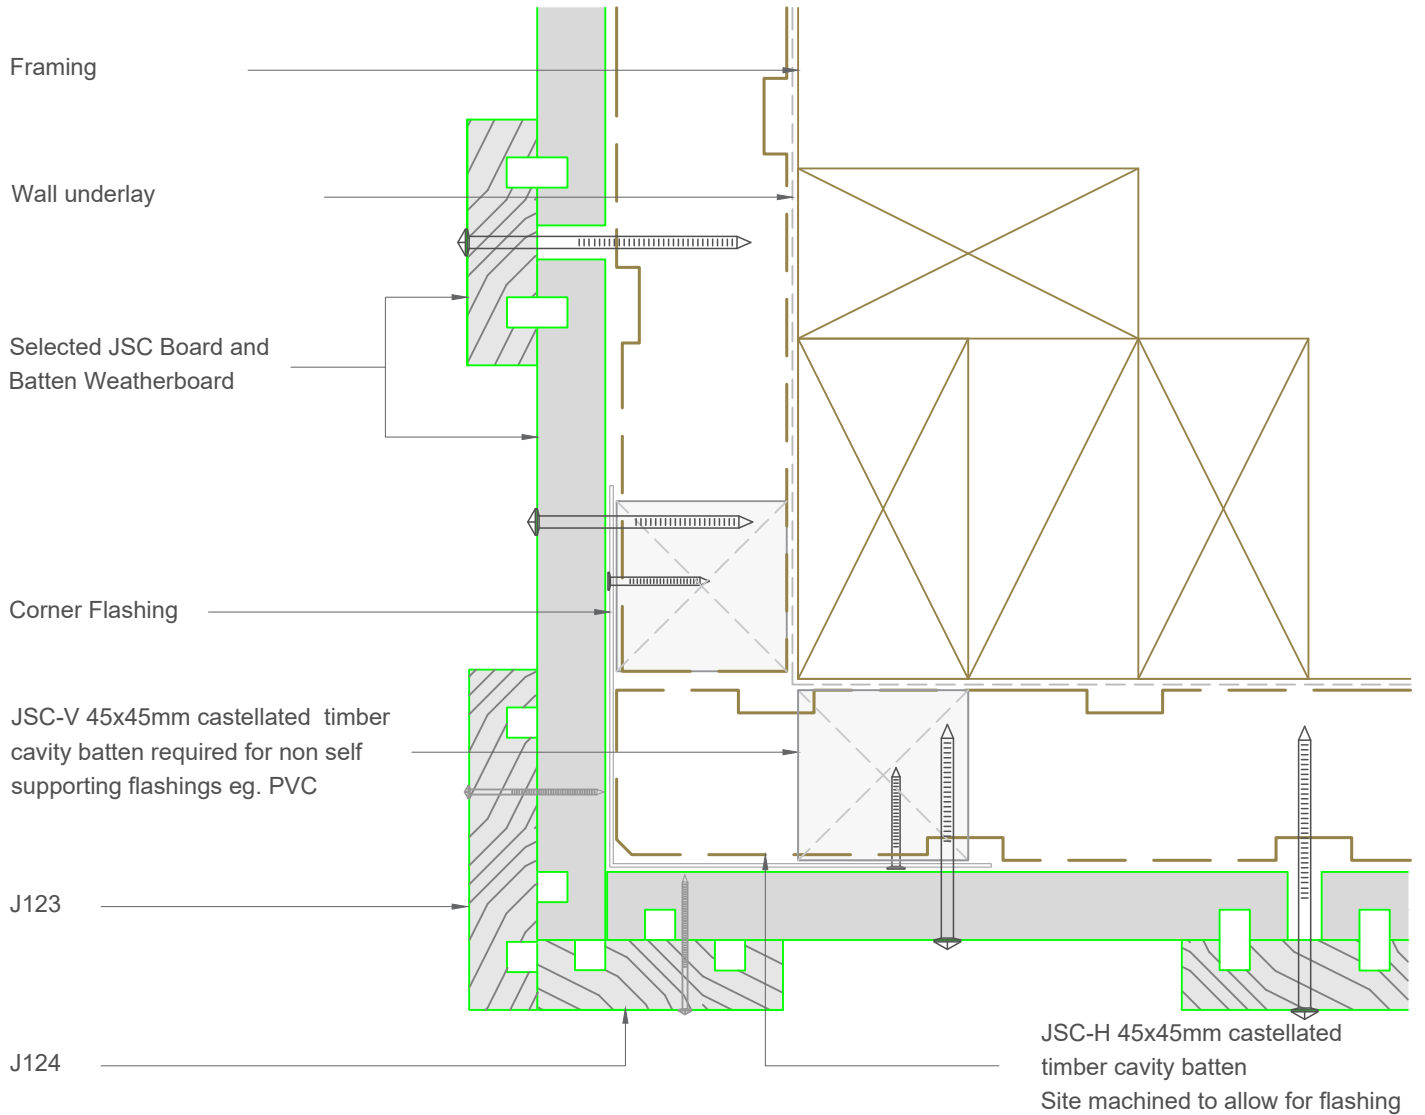 Framing
Wall underlay
Selected JSC Board and
Batten Weatherboard
Corner Flashing
JSC-V 45x45mm castellated  timber
cavity batten required for non self
supporting flashings eg. PVC
J123
J124
JSC-H 45x45mm castellated
timber cavity batten
Site machined to allow for flashing